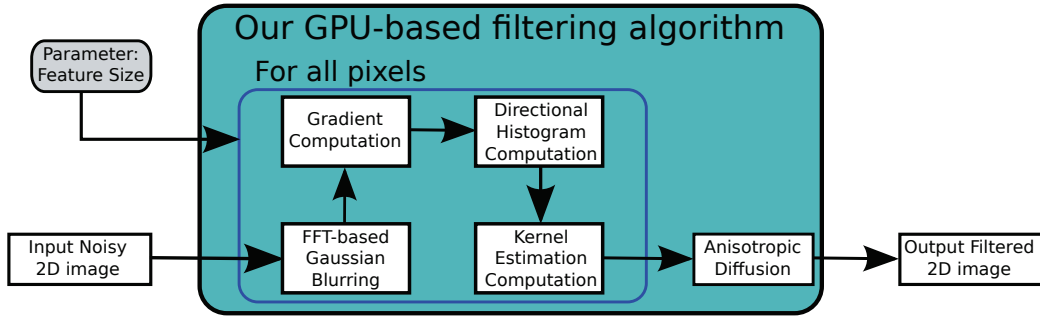 Our GPU-based filtering algorithm
Parameter:
Feature Size
For all pixels
Gradient
Computation
Directional
Histogram
Computation
Input Noisy
2D image
FFT-based
Gaussian
Blurring
Kernel
Estimation
Computation
Anisotropic
Diffusion
Output Filtered
2D image